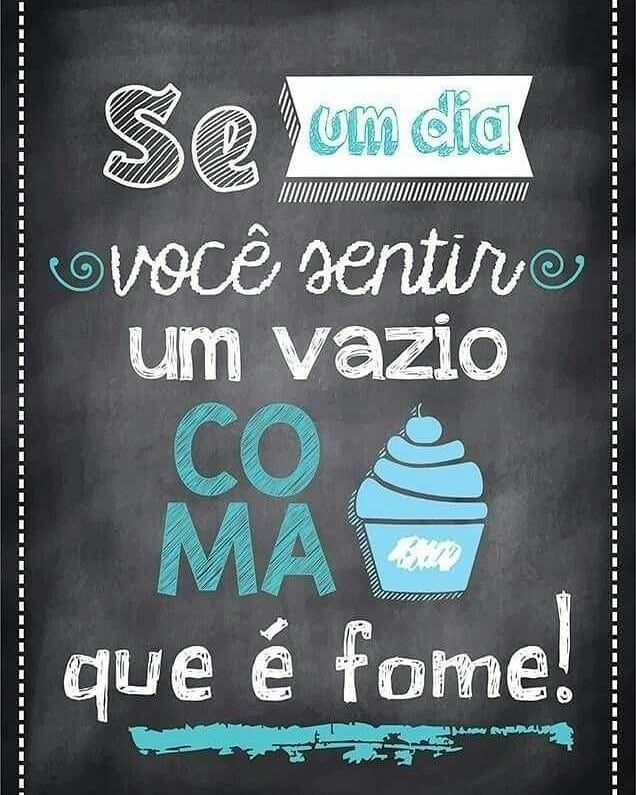 Se um dia
você sentir
um vazio
CO
MA
que é fome!